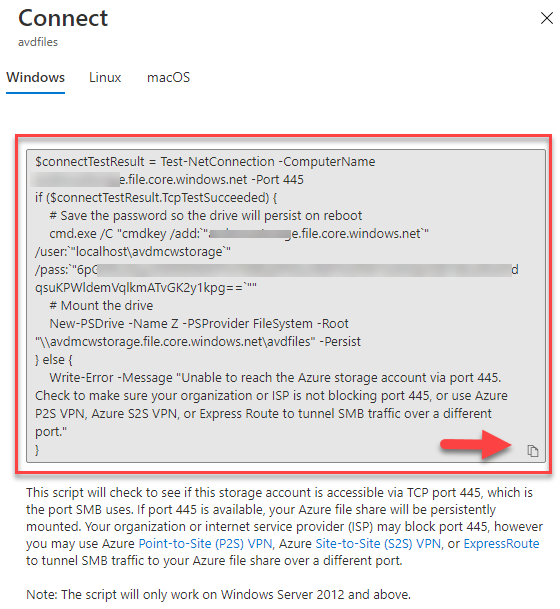 Connect
avdfiles
Windows Linux macOS
$connectTestResult = Test-NetConnection -ComputerName
e.file.core.windows.net -Port 445
if ($connectTestResult.TcpTestSucceeded) {
# Save the password so the drive will persist on reboot
cmd.exe /C "cmdkey /add:`"age.file.core.windows.net`"
/user:`"localhost\avdmcwstorage`"
/pass:`"6p
qsuKPWldemVqlkmATvGK2y1kpg==`""
# Mount the drive
New-PSDrive -Name Z -PSProvider FileSystem -Root
"\\avdmcwstorage.file.core.windows.net\avdfiles" -Persist
} else {
Write-Error -Message "Unable to reach the Azure storage account via port 445.
Check to make sure your organization or ISP is not blocking port 445, or use Azure
P2S VPN, Azure S2S VPN, or Express Route to tunnel SMB traffic over a different
port."
}
This script will check to see if this storage account is accessible via TCP port 445, which is
the port SMB uses. If port 445 is available, your Azure file share will be persistently
mounted. Your organization or internet service provider (ISP) may block port 445, however
you may use Azure Point-to-Site (P2S) VPN, Azure Site-to-Site (S2S) VPN, or ExpressRoute
to tunnel SMB traffic to your Azure file share over a different port.
Note: The script will only work on Windows Server 2012 and above.